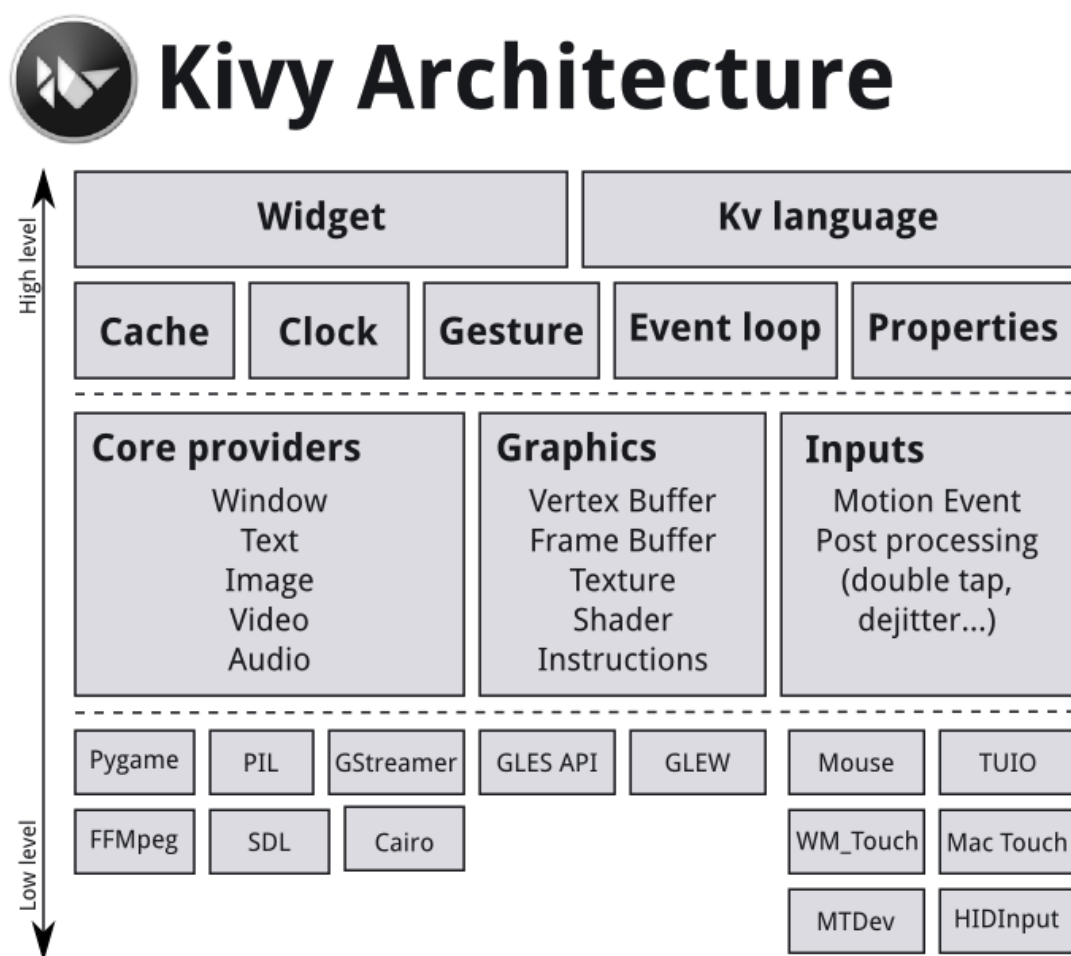 Kivy Architecture
High level
Widget
Kv language
Cache
Clock
Gesture
Event loop
Properties
Core providers
Window
Text
Image
Video
Audio
Graphics
Vertex Buffer
Frame Buffer
Texture
Shader
Instructions
Inputs
Motion Event
Post processing
(double tap,
dejitter...)
Low level
Pygame
PIL
GStreamer
GLES API
GLEW
Mouse
TUIO
FFMpeg
SDL
Cairo
WM_Touch
Mac Touch
MTDev
HIDInput